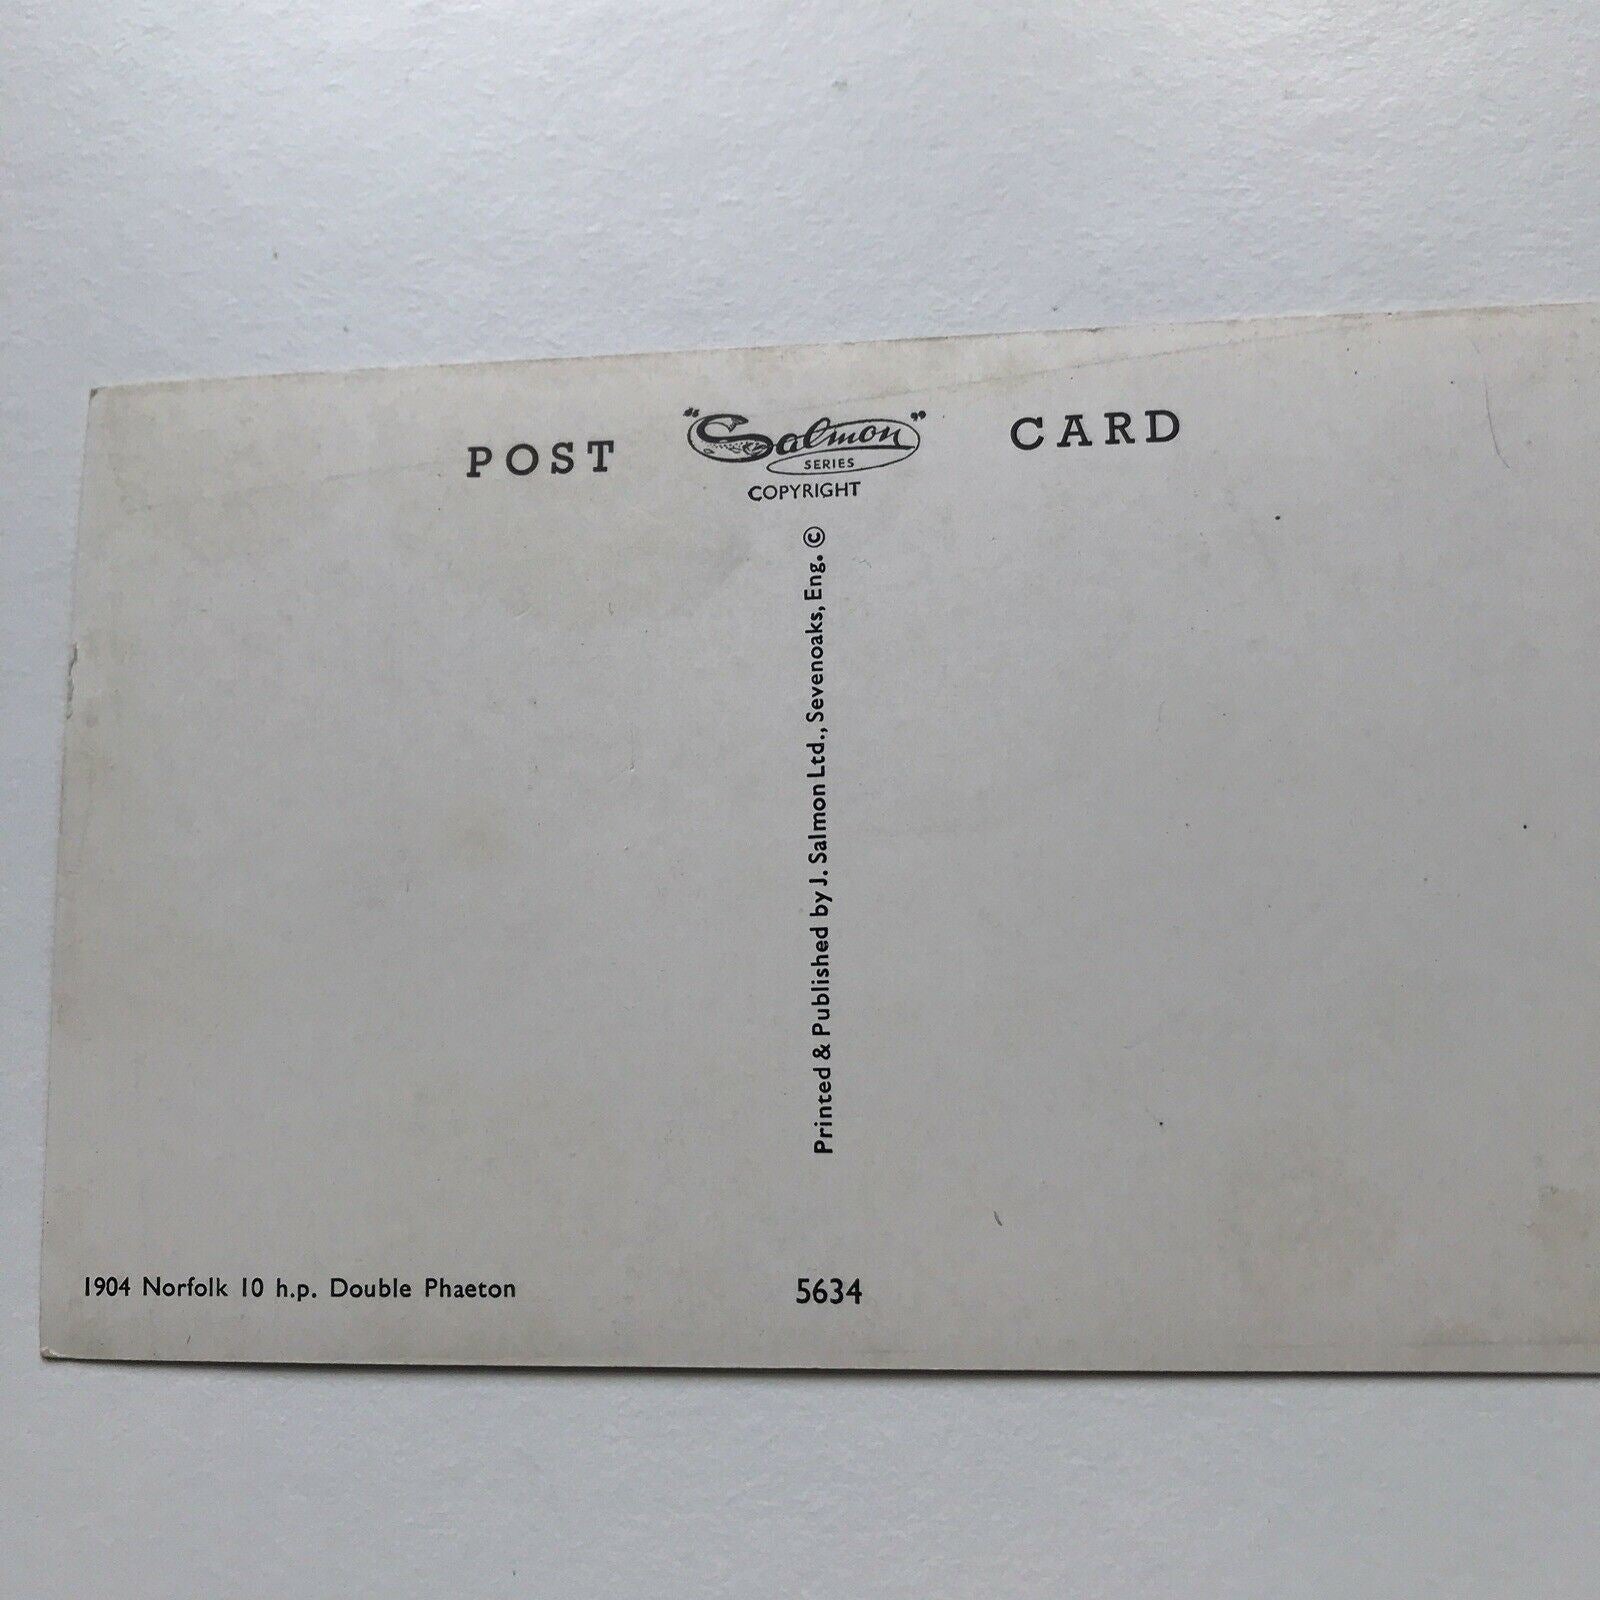 POST "Salmon" CARD
SERIES
COPYRIGHT
Printed & Published by J. Salmon Ltd., Sevenoaks, Eng. ©
1904 Norfolk 10 h.p. Double Phaeton 5634